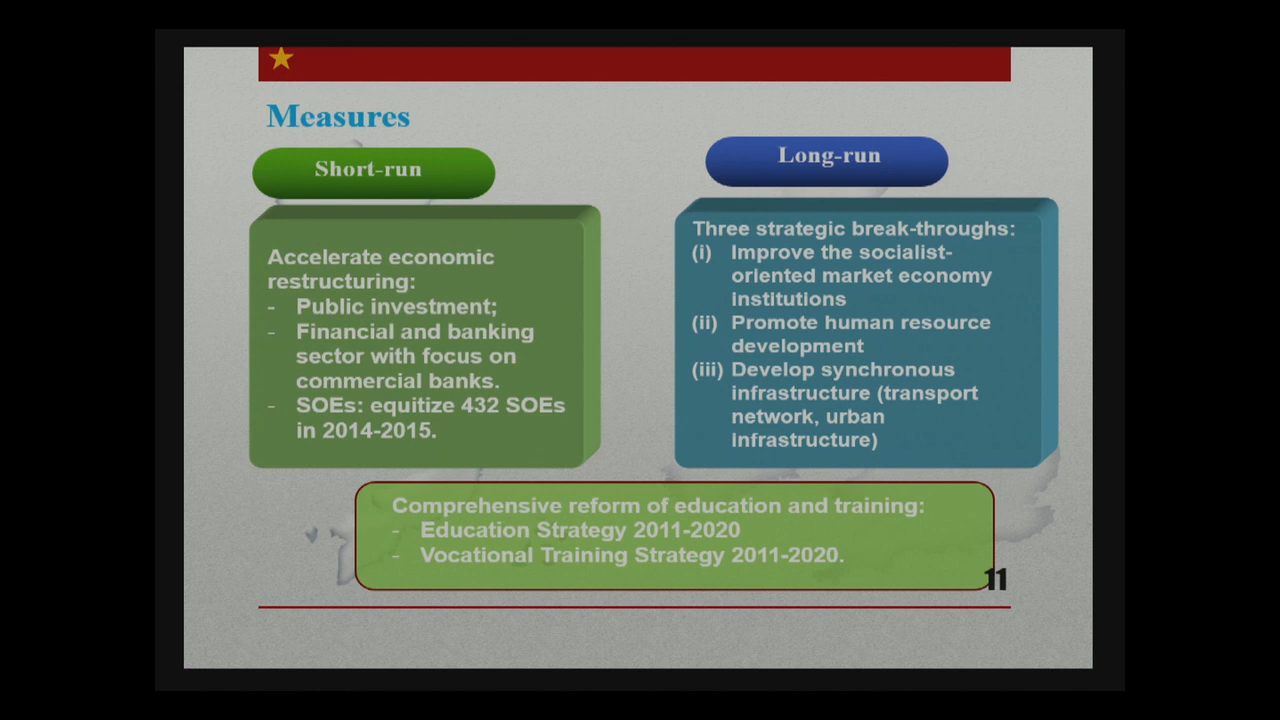 Measures
Short-run
Accelerate economic
restructuring:
- Public investment;
- Financial and banking
sector with focus on
commercial banks.
- SOEs: equitize 432 SOEs
in 2014-2015.
Long-run
Three strategic break-throughs:
(i) Improve the socialist-
oriented market economy
institutions
(ii) Promote human resource
development
(iii) Develop synchronous
infrastructure (transport
network, urban
infrastructure)
Comprehensive reform of education and training:
- Education Strategy 2011-2020
- Vocational Training Strategy 2011-2020.
11